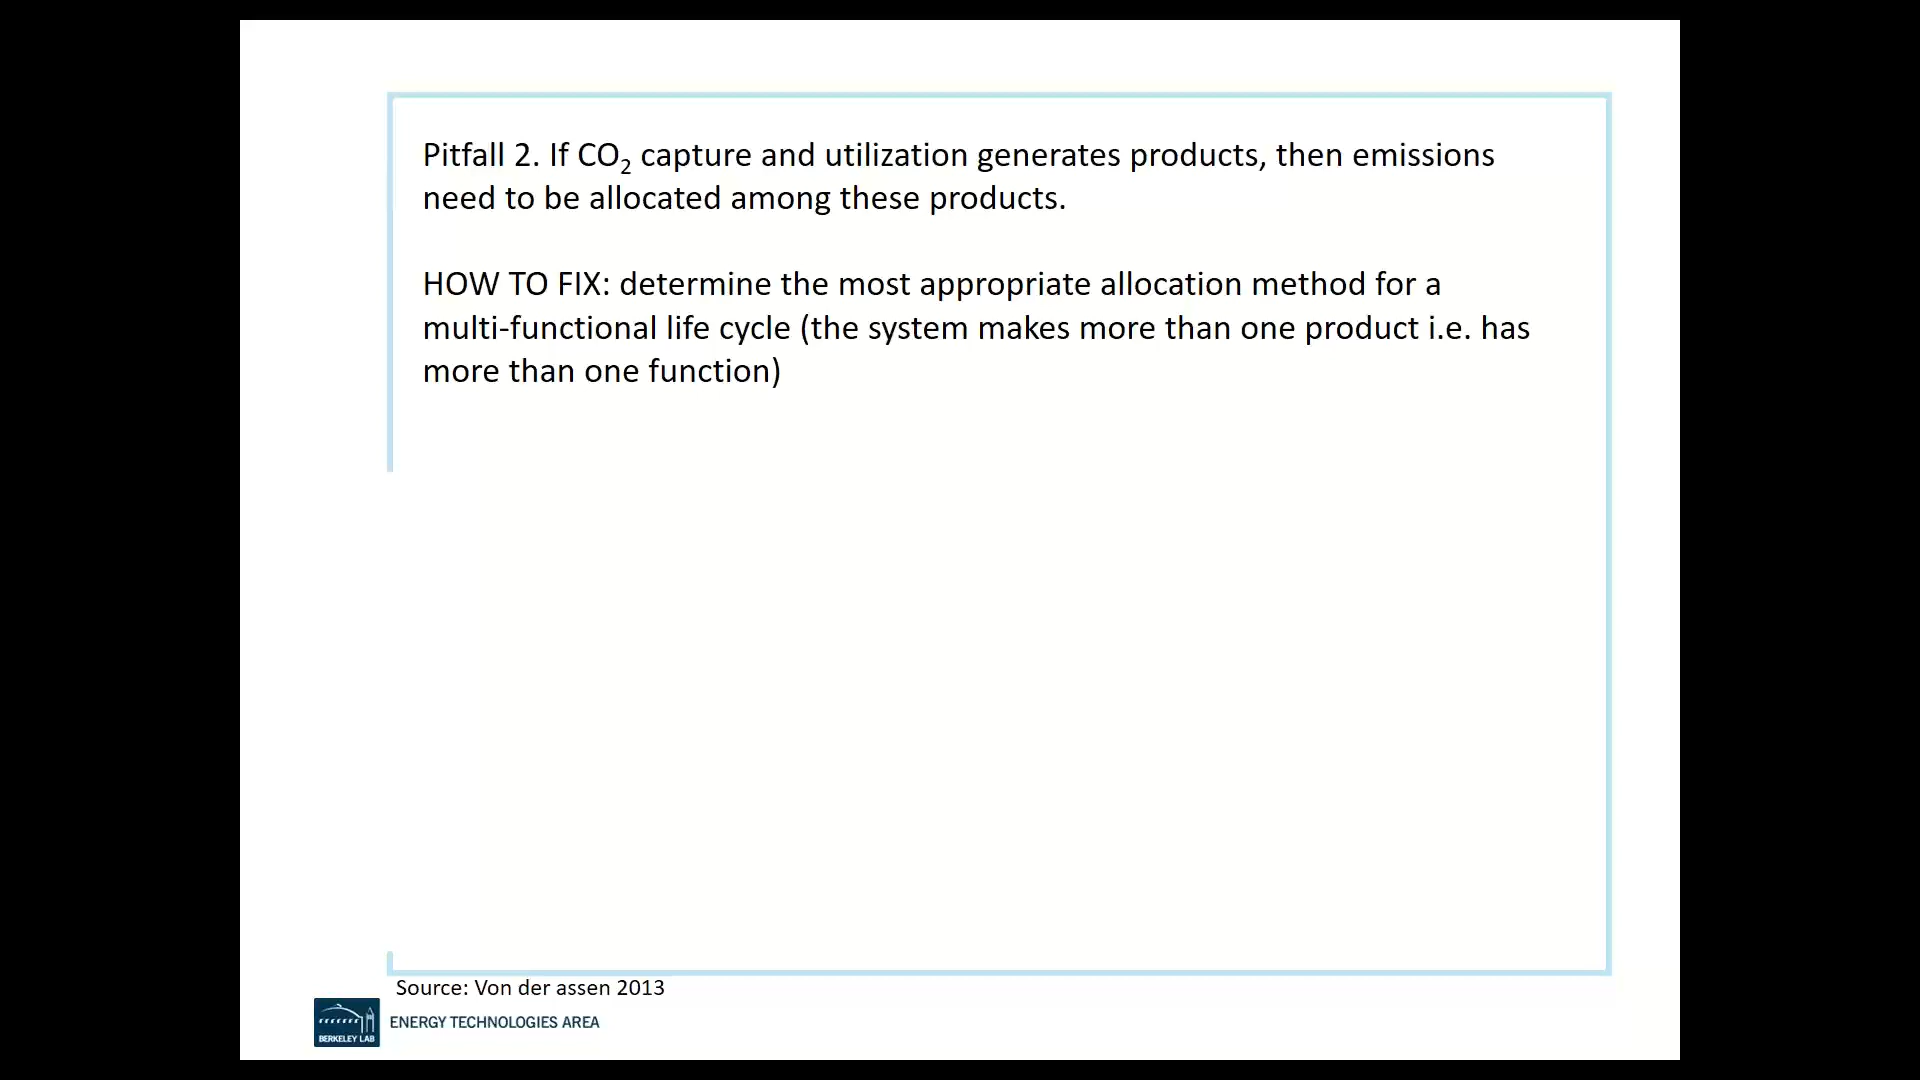 Pitfall 2. If CO₂ capture and utilization generates products, then emissions
need to be allocated among these products.
HOW TO FIX: determine the most appropriate allocation method for a
multi-functional life cycle (the system makes more than one product i.e. has
more than one function)
Source: Von der assen 2013
BERKELEY LAB
ENERGY TECHNOLOGIES AREA